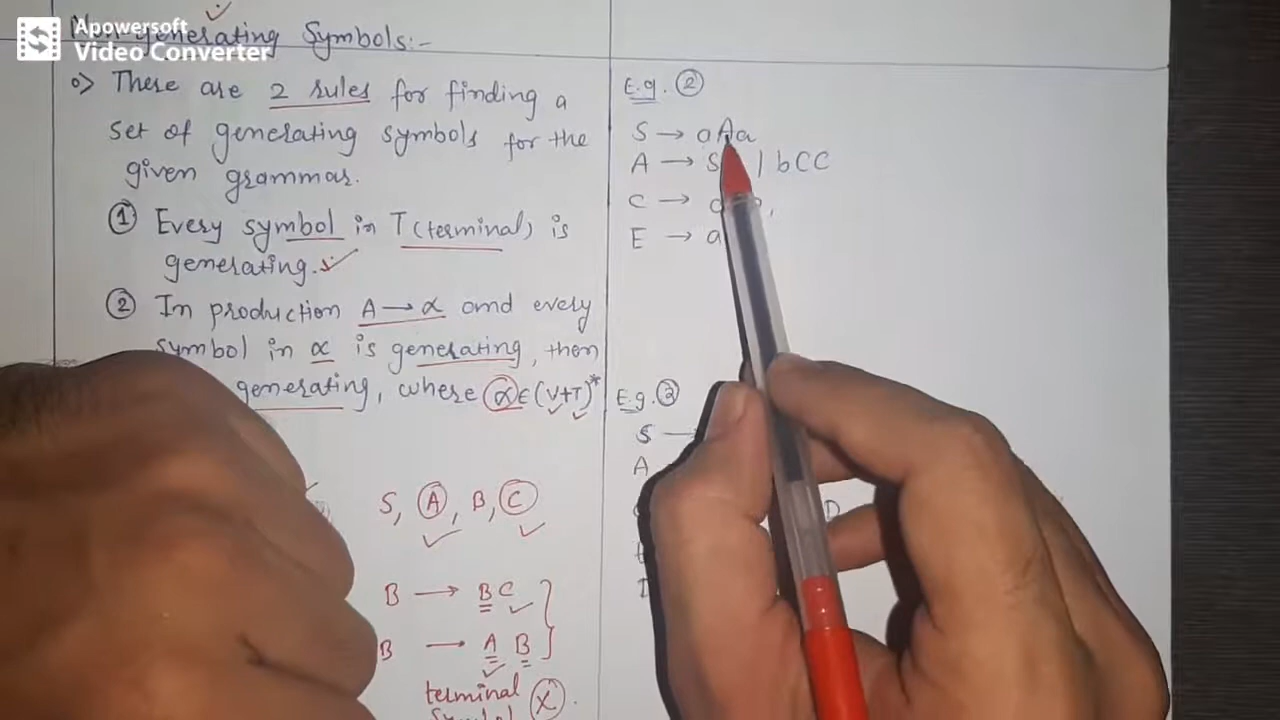 Apowersoft
Video Converter
Non-generating Symbols:-
There are 2 rules for finding a
set of generating symbols for the
given grammar.
① Every symbol in T (terminal) is
generating.
② In production A → α and every
symbol in α is generating, then
generating, where α ∈ (V+T)*
S, A, B, C
B → BC
B → A B
terminal
X
E.g. ②
S → aAa
A → S | bCC
C →
E → a
E.g. ③
S →
A
D